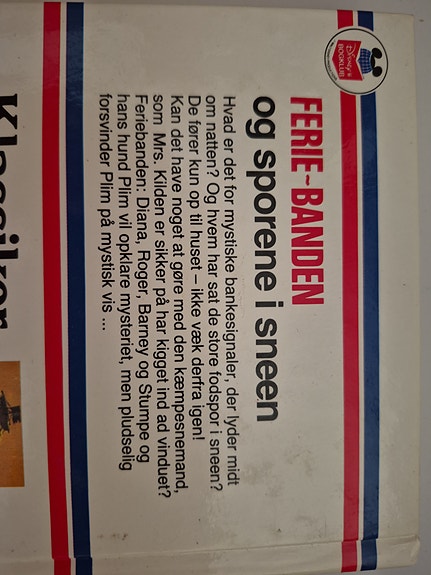 DISNEY'S
BOGKLUB
FERIE-BANDEN
og sporene i sneen
Hvad er det for mystiske bankesignaler, der lyder midt
om natten? Og hvem har sat de store fodspor i sneen?
De fører kun op til huset – ikke væk derfra igen!
Kan det have noget at gøre med den kæmpesnemand,
som Mrs. Kilden er sikker på har kigget ind ad vinduet?
Feriebanden: Diana, Roger, Barney og Stumpe og
hans hund Plim vil opklare mysteriet, men pludselig
forsvinder Plim på mystisk vis ...
Klassiker